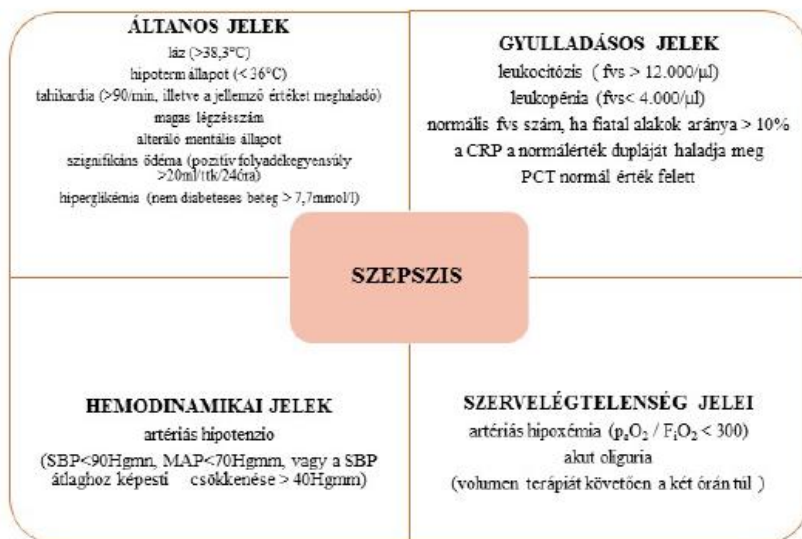 ÁLTANOS JELEK
láz (>38,3°C)
hipoterm állapot (< 36°C)
tahikardia (>90/min, illetve a jellemző értéket meghaladó)
magas légzésszám
alteráló mentális állapot
szignifikáns ödéma (pozitív folyadékegyensúly
>20ml/ttk/24óra)
hiperglikémia (nem diabeteses beteg > 7,7mmol/l)
GYULLADÁSOS JELEK
leukocitózis ( fvs > 12.000/µl)
leukopénia (fvs< 4.000/µl)
normális fvs szám, ha fiatal alakok aránya > 10%
a CRP a normálérték dupláját haladja meg
PCT normál érték felett
SZEPSZIS
HEMODINAMIKAI JELEK
artériás hipotenzio
(SBP<90Hgmn, MAP<70Hgmm, vagy a SBP
átlaghoz képesti csökkenése > 40Hgmm)
SZERVELÉGTELENSÉG JELEI
artériás hipoxémia (pₐO₂ / FᵢO₂ < 300)
akut oliguria
(volumen terápiát követően a két órán túl )